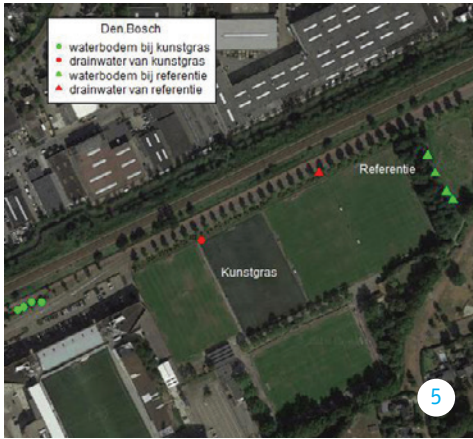 Den Bosch
waterbodem bij kunstgras
drainwater van kunstgras
waterbodem bij referentie
drainwater van referentie
Referentie
Kunstgras
5